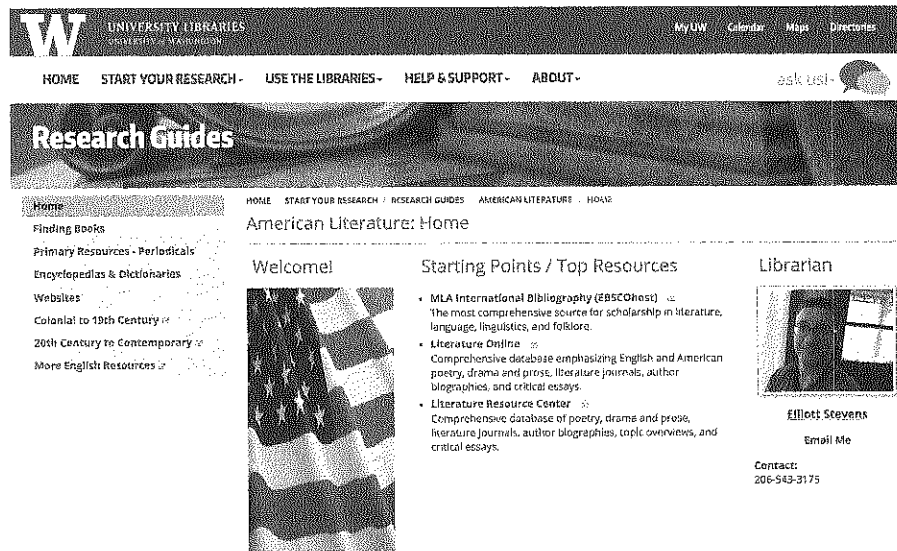 W
UNIVERSITY LIBRARIES
UNIVERSITY of WASHINGTON
My UW Calendar Maps Directories
HOME START YOUR RESEARCH USE THE LIBRARIES HELP & SUPPORT ABOUT
ask us!
Research Guides
Home
Finding Books
Primary Resources - Periodicals
Encyclopedias & Dictionaries
Websites
Colonial to 19th Century
20th Century to Contemporary
More English Resources
HOME START YOUR RESEARCH / RESEARCH GUIDES AMERICAN LITERATURE HOME
American Literature: Home
Welcome!
Starting Points / Top Resources
• MLA International Bibliography (EBSCOhost)
The most comprehensive source for scholarship in literature,
language, linguistics, and folklore.
• Literature Online
Comprehensive database emphasizing English and American
poetry, drama and prose, literature journals, author
biographies, and critical essays.
• Literature Resource Center
Comprehensive database of poetry, drama and prose,
literature journals, author biographies, topic overviews, and
critical essays.
Librarian
Elliott Stevens
Email Me
Contact:
206-543-3175